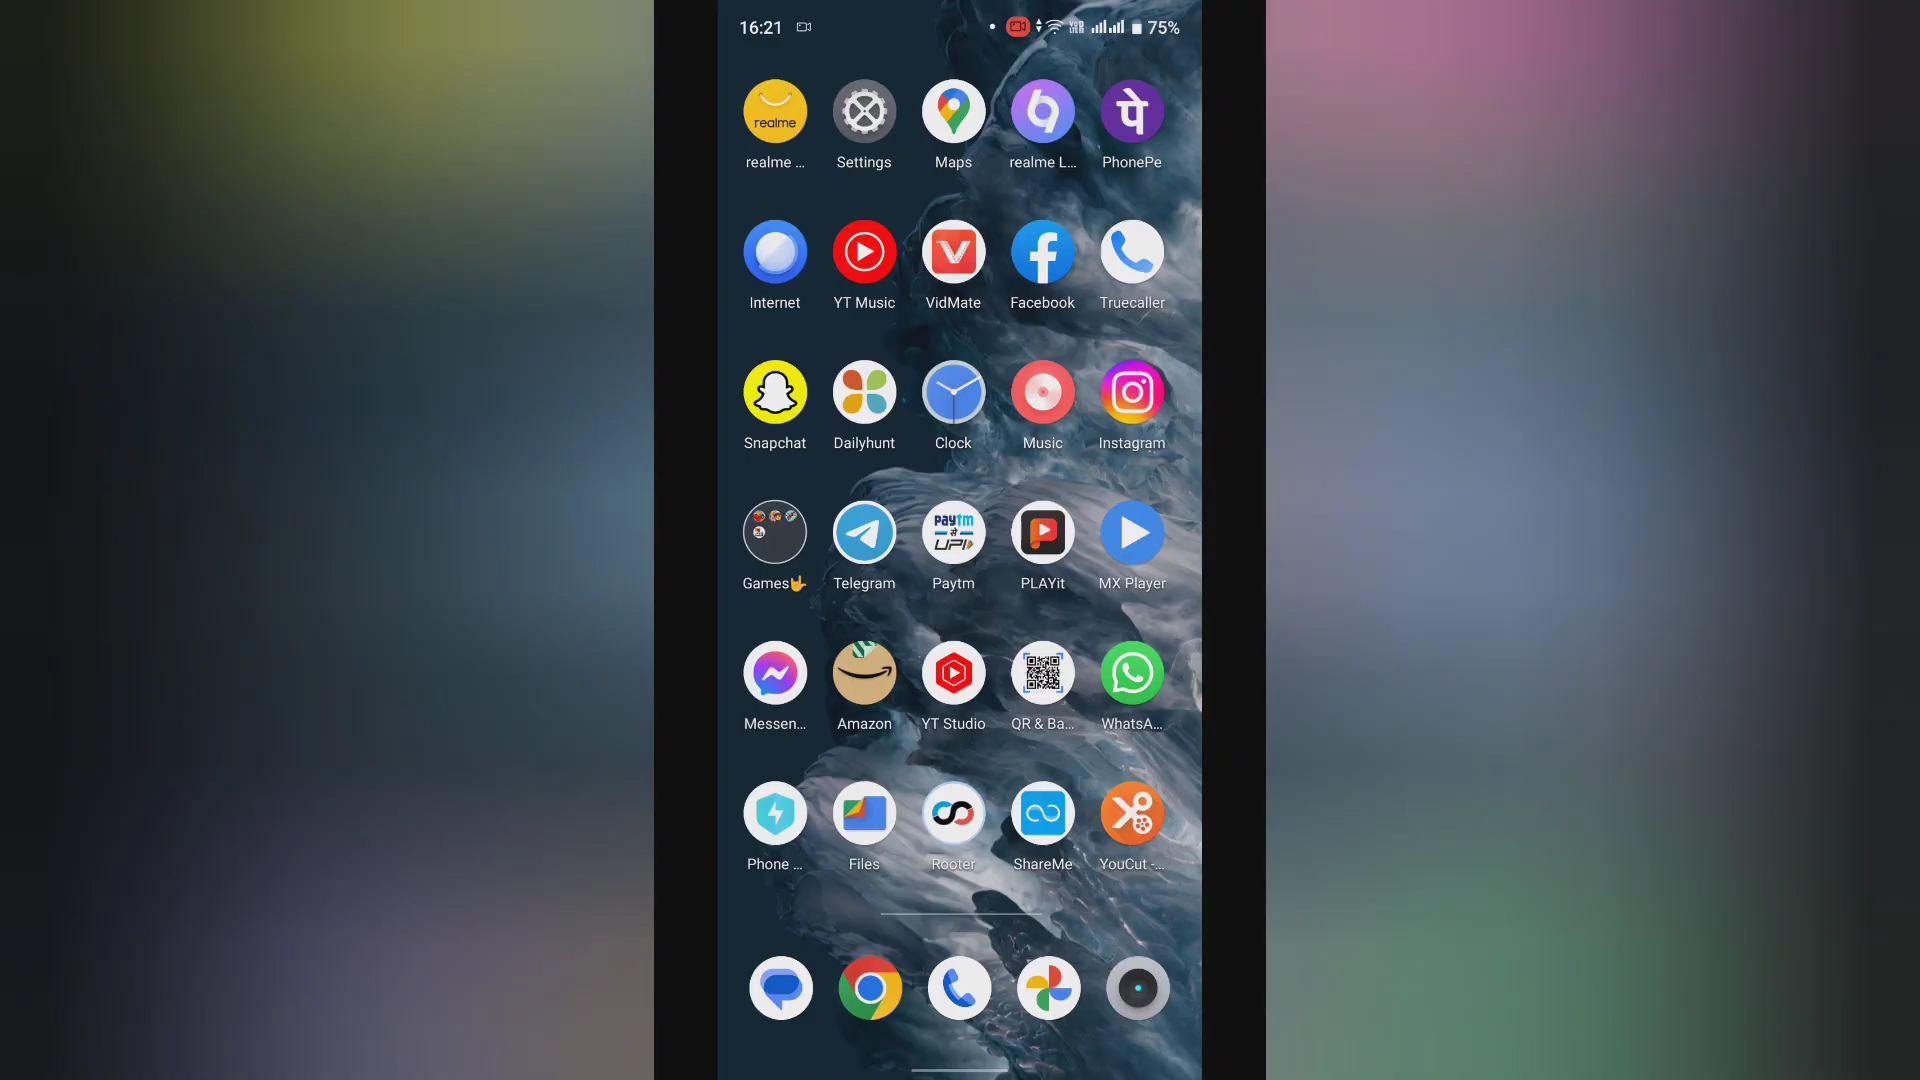 16:21 75%
realme
realme ... Settings Maps realme L... PhonePe
पे
Internet YT Music VidMate Facebook Truecaller
Snapchat Dailyhunt Clock Music Instagram
paytm
से
UPI
Games🤟 Telegram Paytm PLAYit MX Player
Messen... Amazon YT Studio QR & Ba... WhatsA...
Phone ... Files Rooter ShareMe YouCut -...